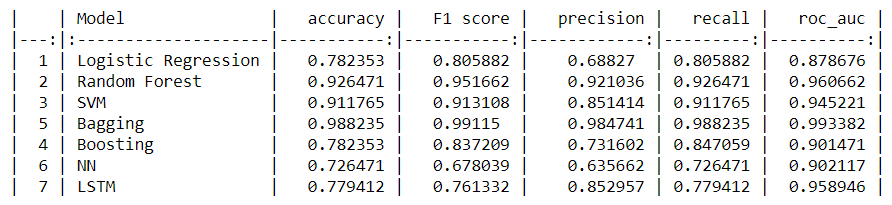 |    | Model               |   accuracy |   F1 score |   precision |   recall |   roc_auc |
|---:|:--------------------|-----------:|-----------:|------------:|---------:|----------:|
|  1 | Logistic Regression |   0.782353 |   0.805882 |    0.68827  | 0.805882 |  0.878676 |
|  2 | Random Forest       |   0.926471 |   0.951662 |    0.921036 | 0.926471 |  0.960662 |
|  3 | SVM                 |   0.911765 |   0.913108 |    0.851414 | 0.911765 |  0.945221 |
|  5 | Bagging             |   0.988235 |   0.99115  |    0.984741 | 0.988235 |  0.993382 |
|  4 | Boosting            |   0.782353 |   0.837209 |    0.731602 | 0.847059 |  0.901471 |
|  6 | NN                  |   0.726471 |   0.678039 |    0.635662 | 0.726471 |  0.902117 |
|  7 | LSTM                |   0.779412 |   0.761332 |    0.852957 | 0.779412 |  0.958946 |